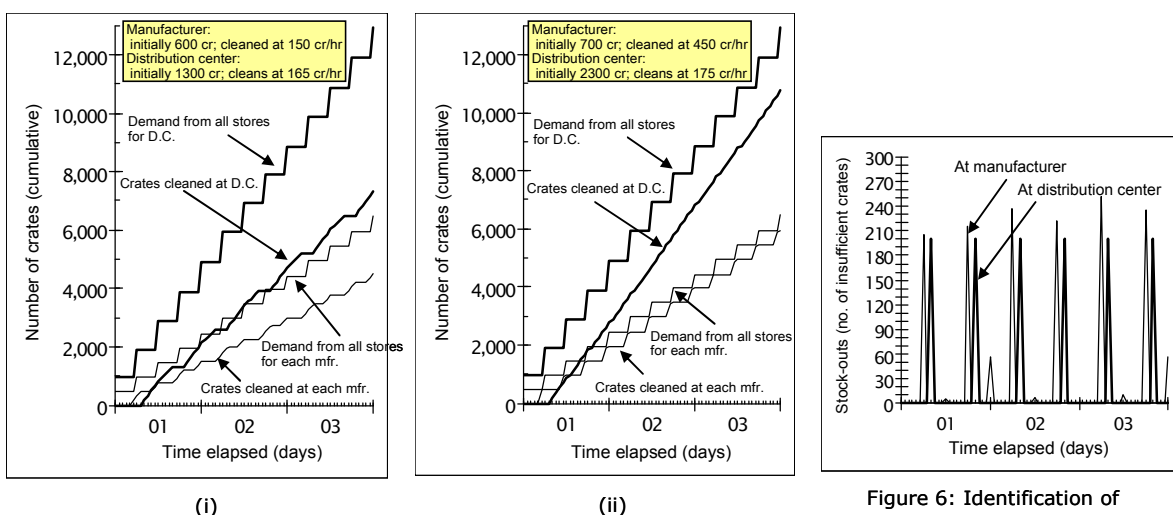 Manufacturer:
initially 600 cr; cleaned at 150 cr/hr
Distribution center:
initially 1300 cr; cleans at 165 cr/hr
12,000
10,000
8,000
6,000
4,000
2,000
0
Number of crates (cumulative)
Demand from all stores
for D.C.
Crates cleaned at D.C.
Demand from all stores
for each mfr.
Crates cleaned at each mfr.
01 02 03
Time elapsed (days)
(i)
Manufacturer:
initially 700 cr; cleaned at 450 cr/hr
Distribution center:
initially 2300 cr; cleans at 175 cr/hr
12,000
10,000
8,000
6,000
4,000
2,000
0
Number of crates (cumulative)
Demand from all stores
for D.C.
Crates cleaned at D.C.
Demand from all stores
for each mfr.
Crates cleaned at each mfr.
01 02 03
Time elapsed (days)
(ii)
300
270
240
210
180
150
120
90
60
30
0
Stock-outs (no. of insufficient crates)
At manufacturer
At distribution center
01 02 03
Time elapsed (days)
Figure 6: Identification of